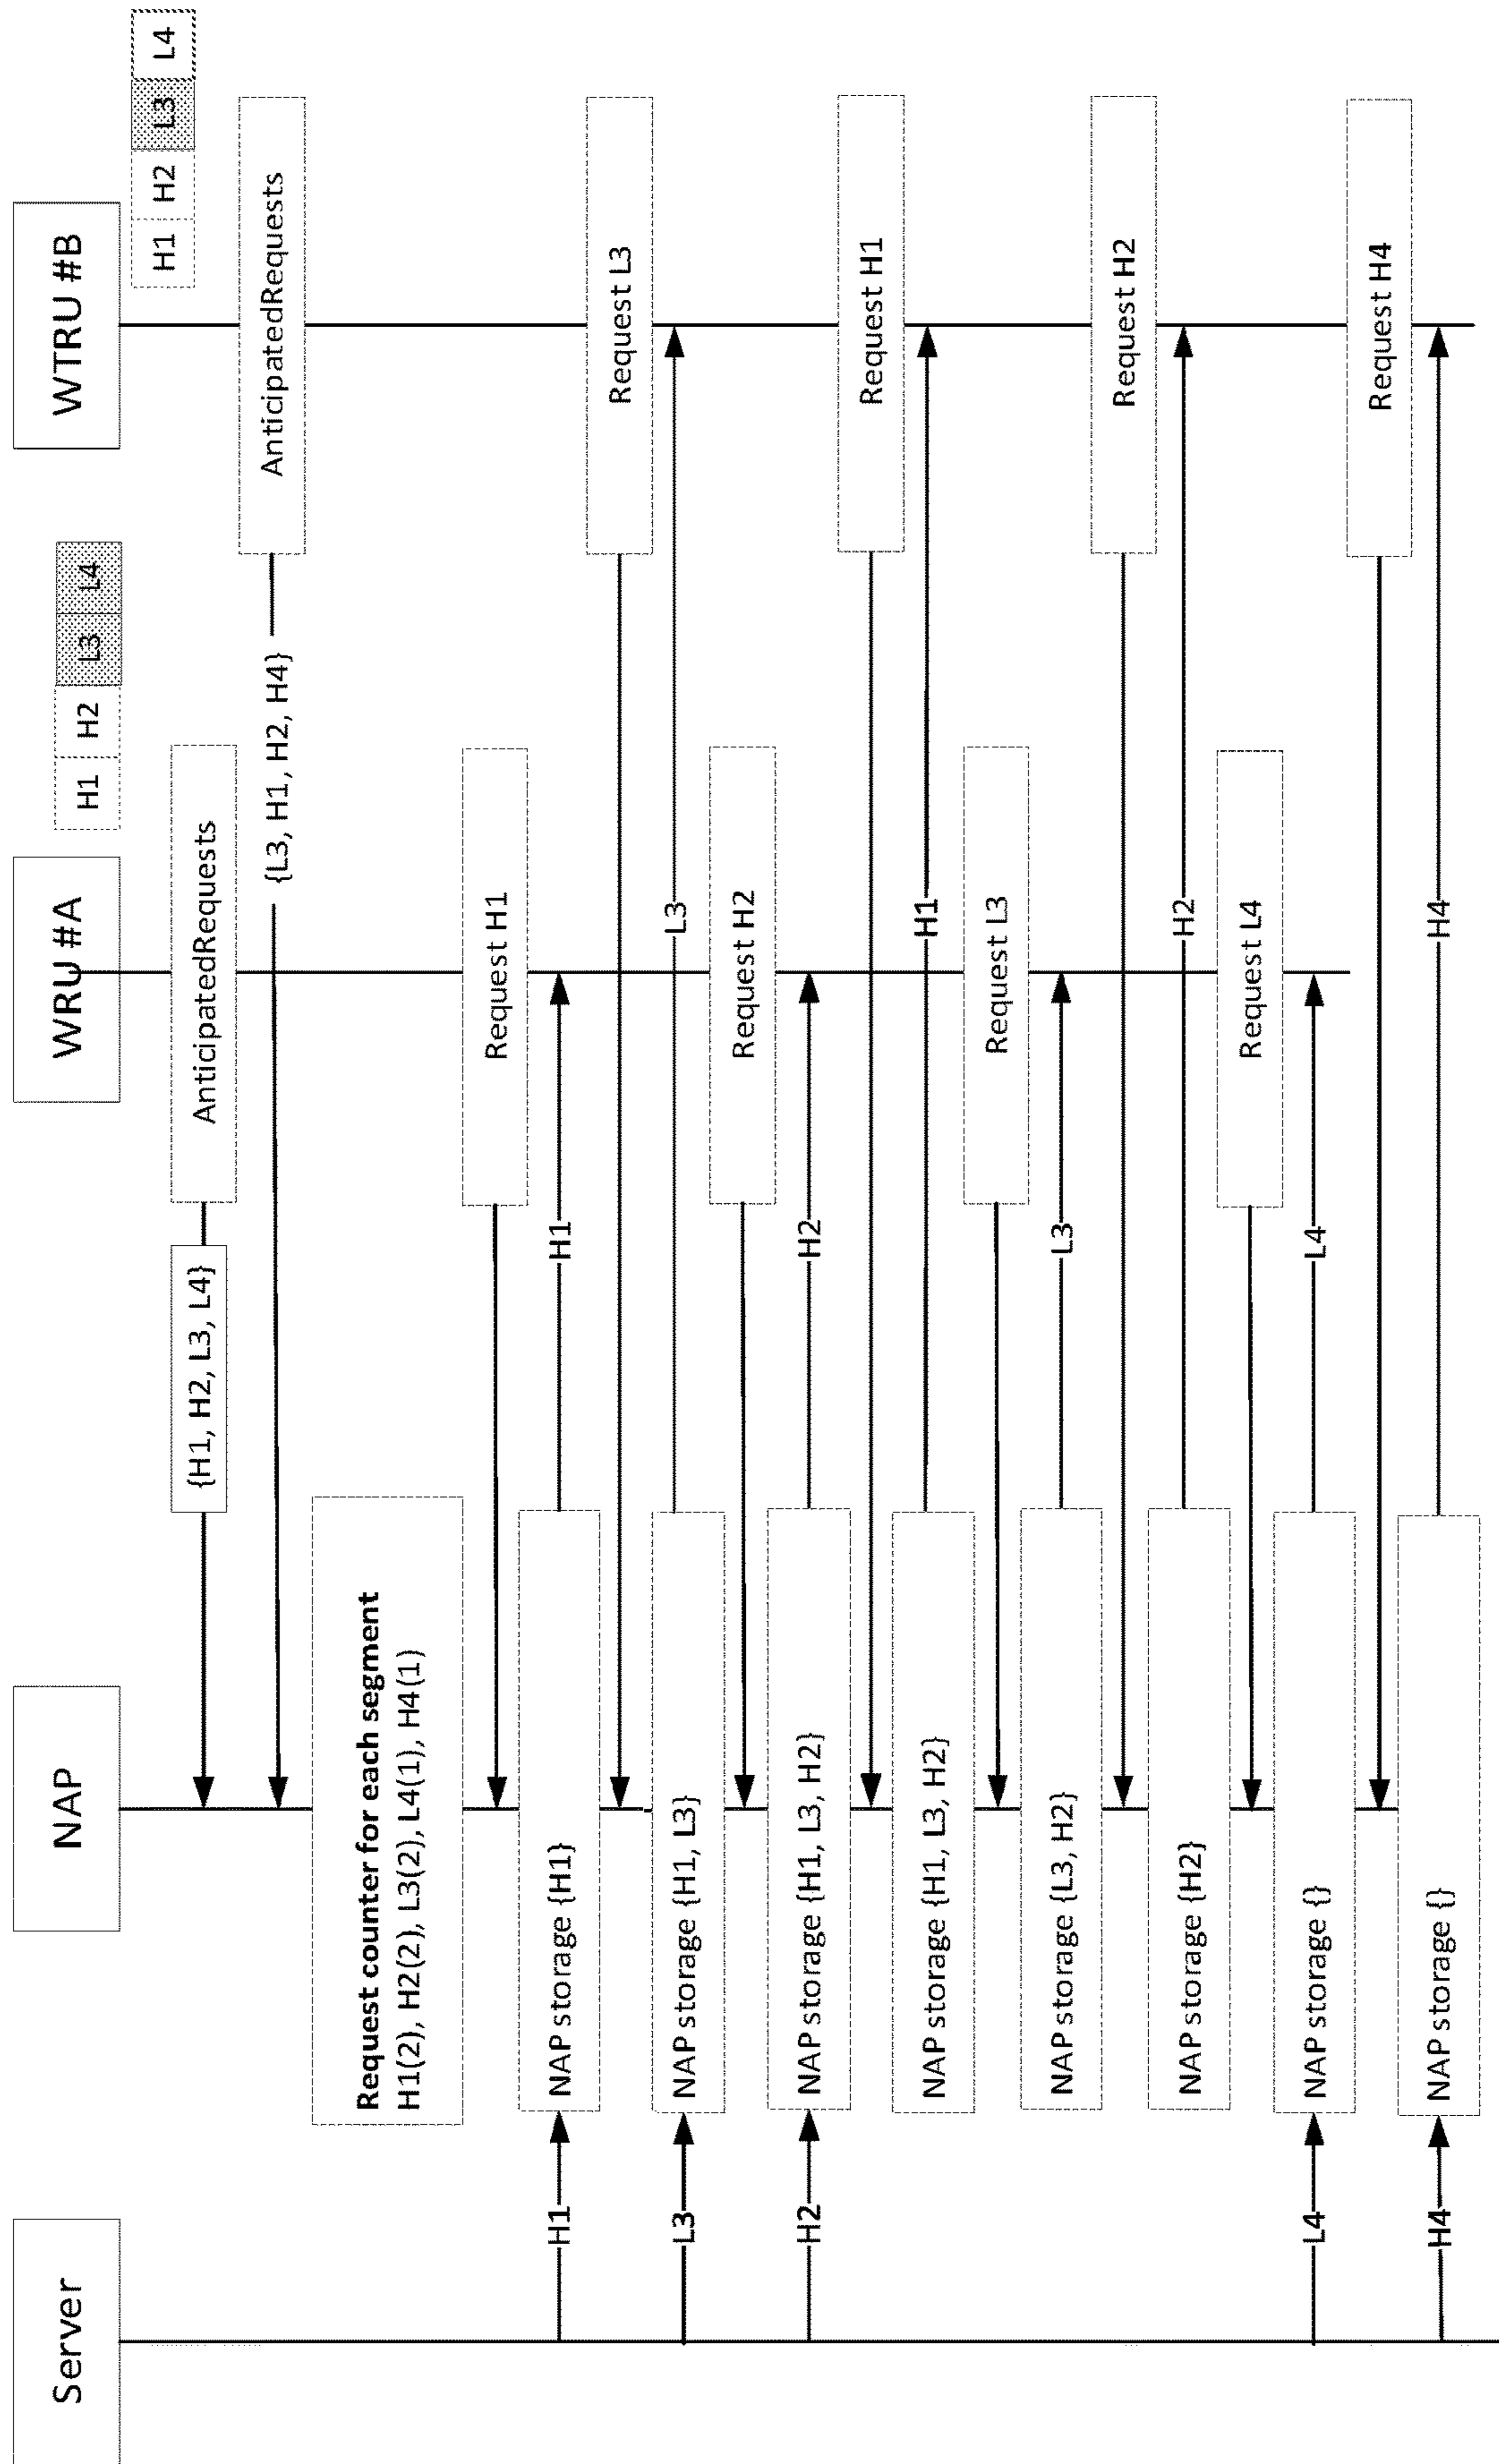 Server
NAP
WRU #A
WTRU #B
H1 H2 L3 L4
H1 H2 L3 L4
AnticipatedRequests
{H1, H2, L3, L4}
AnticipatedRequests
{L3, H1, H2, H4}
Request counter for each segment
H1(2), H2(2), L3(2), L4(1), H4(1)
Request H1
H1
NAP storage {H1}
H1
Request L3
L3
NAP storage {H1, L3}
L3
Request H2
H2
NAP storage {H1, L3, H2}
H2
Request H1
NAP storage {H1, L3, H2}
H1
Request L3
NAP storage {L3, H2}
L3
Request H2
NAP storage {H2}
H2
Request L4
L4
NAP storage {}
L4
Request H4
H4
NAP storage {}
H4